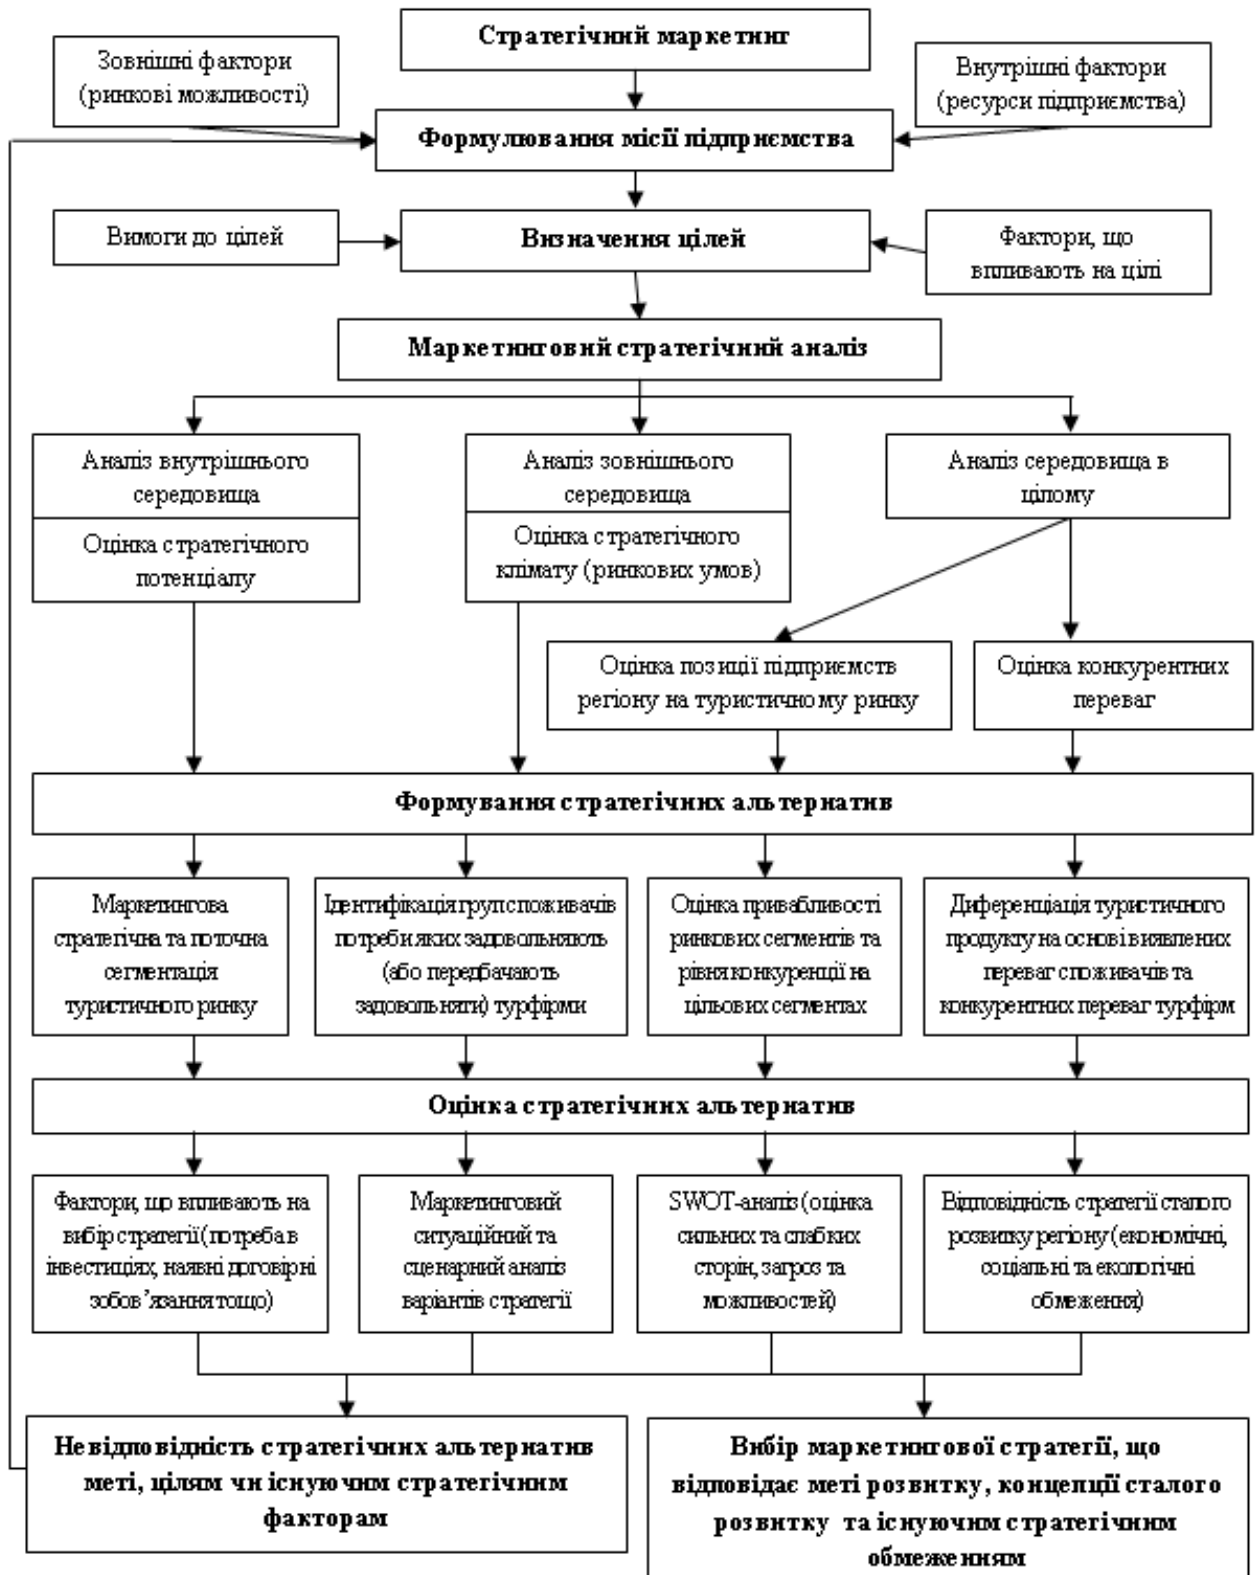 Стратегічний маркетинг
Зовнішні фактори
(ринкові можливості)
Внутрішні фактори
(ресурси підприємства)
Формулювання місії підприємства
Вимоги до цілей
Визначення цілей
Фактори, що
впливають на цілі
Маркетинговий стратегічний аналіз
Аналіз внутрішнього
середовища
Оцінка стратегічного
потенціалу
Аналіз зовнішнього
середовища
Оцінка стратегічного
клімату (ринкових умов)
Аналіз середовища в
цілому
Оцінка позиції підприємств
регіону на туристичному ринку
Оцінка конкурентних
переваг
Формування стратегічних альтернатив
Маркетингова
стратегічна та поточна
сегментація
туристичного ринку
Ідентифікація груп споживачів
потреби яких задовольняють
(або передбачають
задовольняти) турфірми
Оцінка привабливості
ринкових сегментів та
рівня конкуренції на
цільових сегментах
Диференціація туристичного
продукту на основі виявлених
переваг споживачів та
конкурентних переваг турфірм
Оцінка стратегічних альтернатив
Фактори, що впливають на
вибір стратегії (потреба в
інвестиціях, наявні договірні
зобов’язання тощо)
Маркетинговий
ситуаційний та
сценарний аналіз
варіантів стратегії
SWOT-аналіз (оцінка
сильних та слабких
сторін, загроз та
можливостей)
Відповідність стратегії сталого
розвитку регіону (економічні,
соціальні та екологічні
обмеження)
Невідповідність стратегічних альтернатив
меті, цілям чи існуючим стратегічним
факторам
Вибір маркетингової стратегії, що
відповідає меті розвитку, концепції сталого
розвитку та існуючим стратегічним
обмеженням